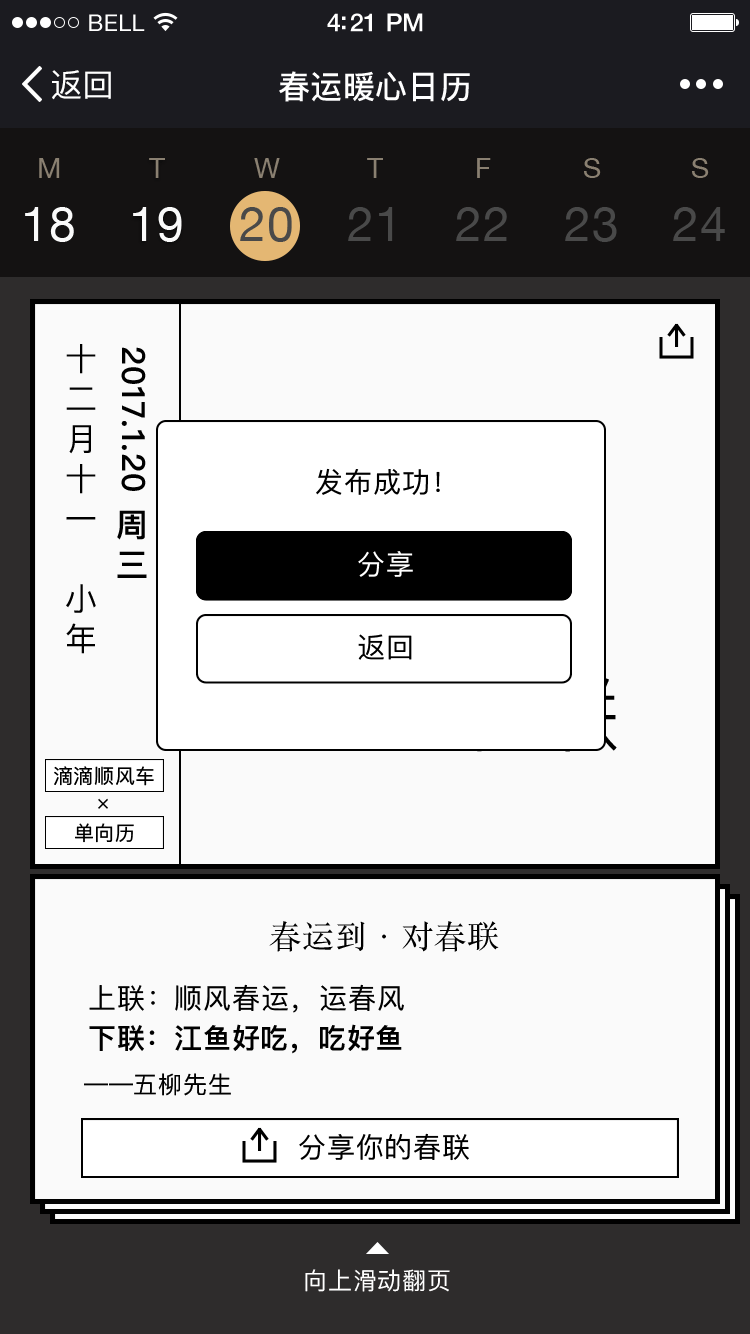 BELL
4:21 PM
返回
春运暖心日历
M T W T F S S
18 19 20 21 22 23 24
2017.1.20 周三
十二月十一 小年
发布成功!
分享
返回
滴滴顺风车
×
单向历
春运到 · 对春联
上联：顺风春运，运春风
下联：江鱼好吃，吃好鱼
——五柳先生
分享你的春联
向上滑动翻页